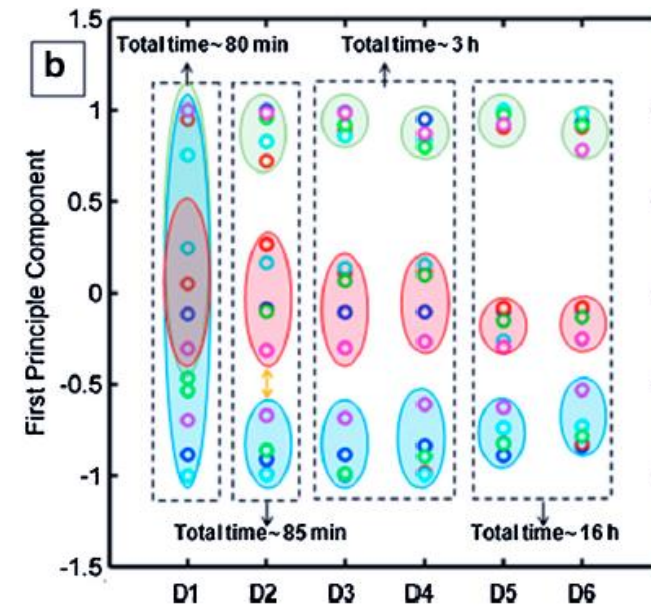 1.5
Total time~ 80 min
Total time~ 3 h
b
1
0.5
0
-0.5
-1
-1.5
First Principle Component
Total time~ 85 min
Total time~ 16 h
D1 D2 D3 D4 D5 D6